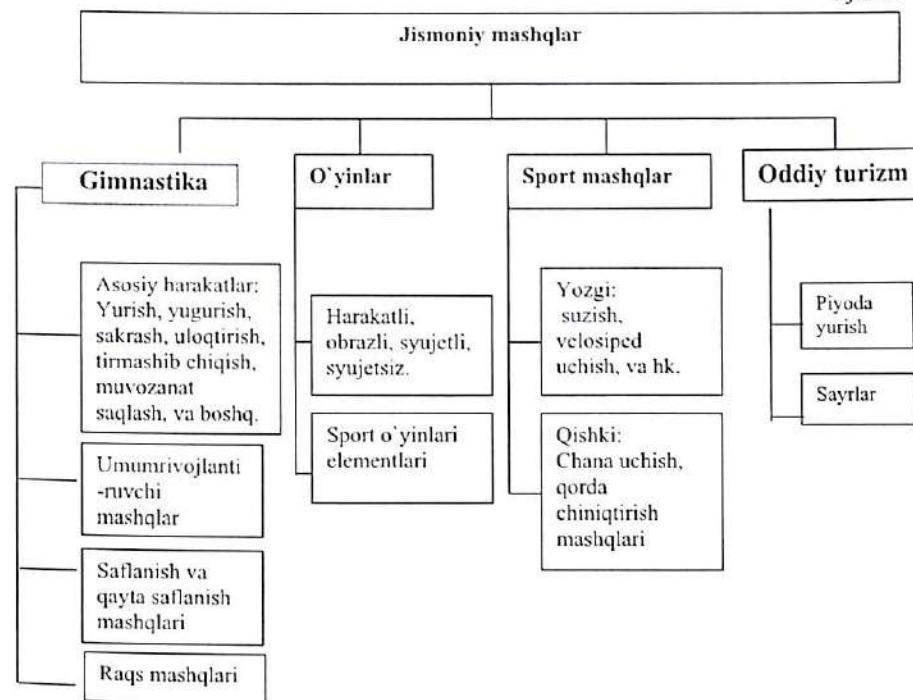 Jismoniy mashqlar
Gimnastika
O`yinlar
Sport mashqlar
Oddiy turizm
Asosiy harakatlar:
Yurish, yugurish,
sakrash, uloqtirish,
tirmashib chiqish,
muvozanat
saqlash, va boshq.
Umumrivojlanti
-ruvchi
mashqlar
Saflanish va
qayta saflanish
mashqlari
Raqs mashqlari
Harakatli,
obrazli, syujetli,
syujetsiz.
Sport o`yinlari
elementlari
Yozgi:
suzish,
velosiped
uchish, va hk.
Qishki:
Chana uchish,
qorda
chiniqtirish
mashqlari
Piyoda
yurish
Sayrlar